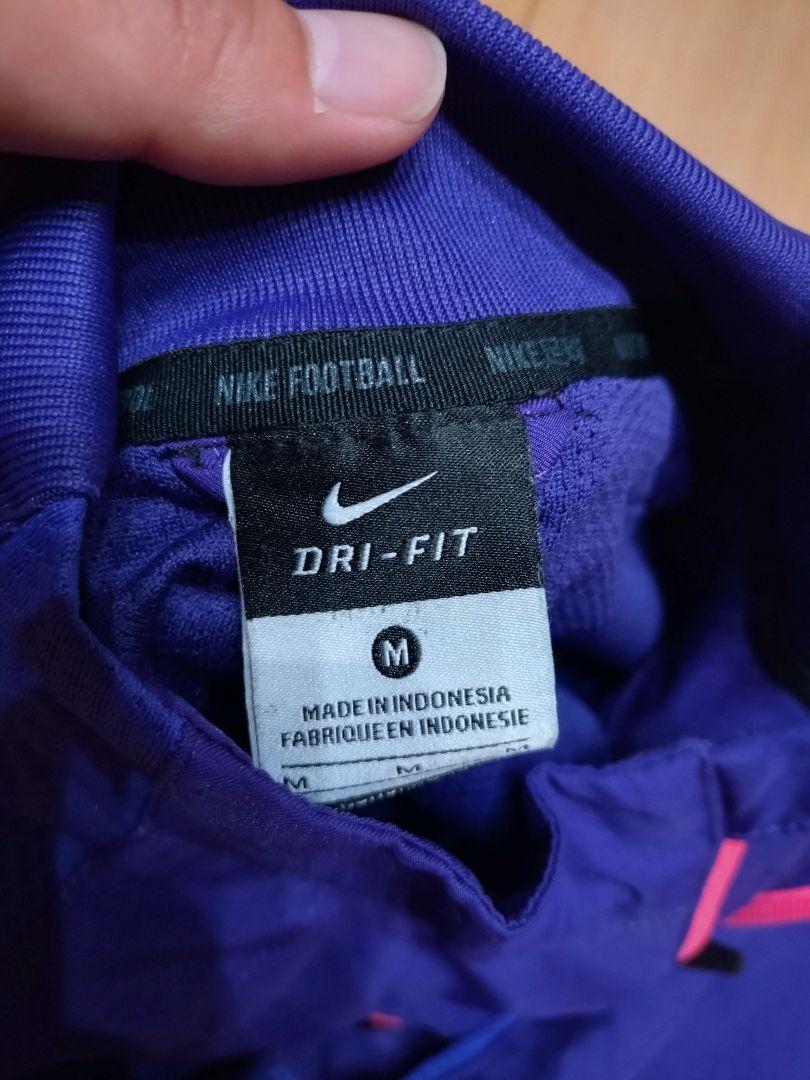 NIKE FOOTBALL
DRI-FIT
M
MADE IN INDONESIA
FABRIQUE EN INDONESIE
M M M